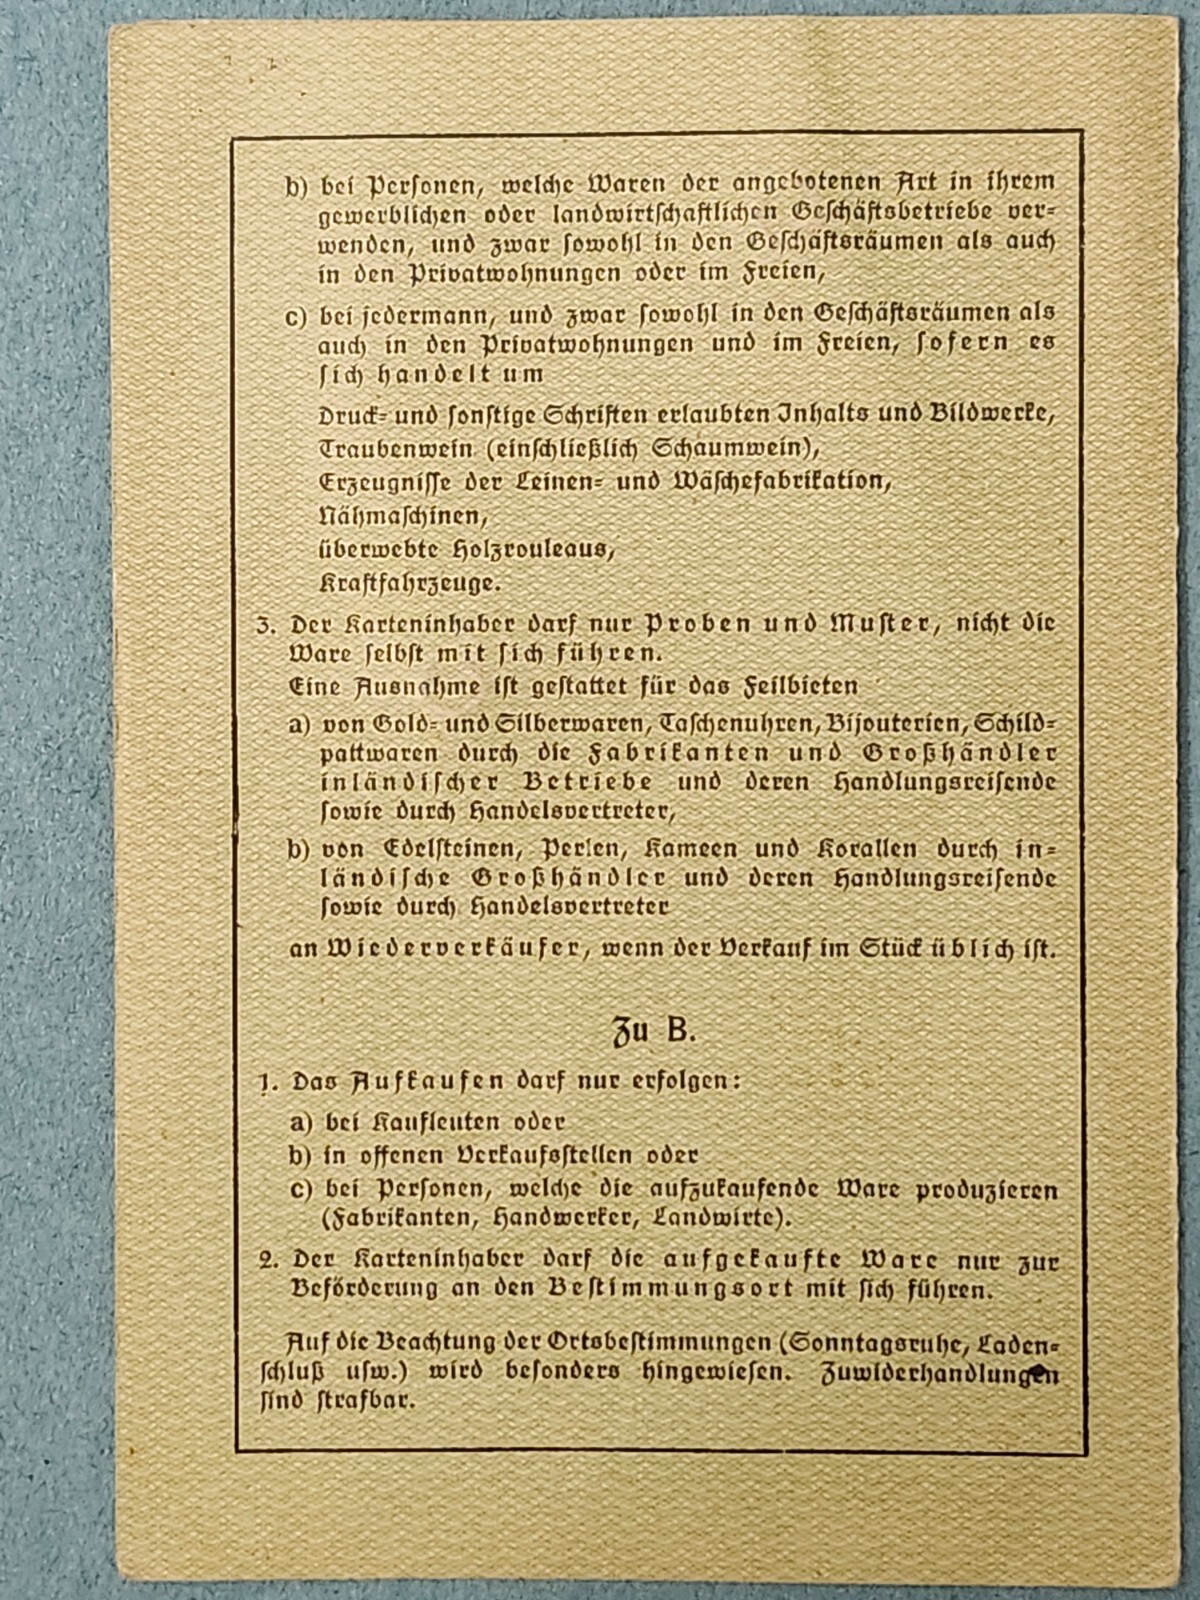 b) bei Personen, welche Waren der angebotenen Art in ihrem
gewerblichen oder landwirtschaftlichen Geschäftsbetriebe ver-
wenden, und zwar sowohl in den Geschäftsräumen als auch
in den Privatwohnungen oder im Freien,
c) bei jedermann, und zwar sowohl in den Geschäftsräumen als
auch in den Privatwohnungen und im Freien, sofern es
sich handelt um
Druck- und sonstige Schriften erlaubten Inhalts und Bildwerke,
Traubenwein (einschließlich Schaumwein),
Erzeugnisse der Leinen- und Wäschefabrikation,
Nähmaschinen,
überwebte Holzrouleaus,
Kraftfahrzeuge.
3. Der Karteninhaber darf nur Proben und Muster, nicht die
Ware selbst mit sich führen.
Eine Ausnahme ist gestattet für das Feilbieten
a) von Gold- und Silberwaren, Taschenuhren, Bijouterien, Schild-
pattwaren durch die Fabrikanten und Großhändler
inländischer Betriebe und deren Handlungsreisende
sowie durch Handelsvertreter,
b) von Edelsteinen, Perlen, Kameen und Korallen durch in-
ländische Großhändler und deren Handlungsreisende
sowie durch Handelsvertreter
an Wiederverkäufer, wenn der Verkauf im Stück üblich ist.
Zu B.
1. Das Aufkaufen darf nur erfolgen:
a) bei Kaufleuten oder
b) in offenen Verkaufsstellen oder
c) bei Personen, welche die aufzukaufende Ware produzieren
(Fabrikanten, Handwerker, Landwirte).
2. Der Karteninhaber darf die aufgekaufte Ware nur zur
Beförderung an den Bestimmungsort mit sich führen.
Auf die Beachtung der Ortsbestimmungen (Sonntagsruhe, Laden-
schluß usw.) wird besonders hingewiesen. Zuwiderhandlungen
sind strafbar.